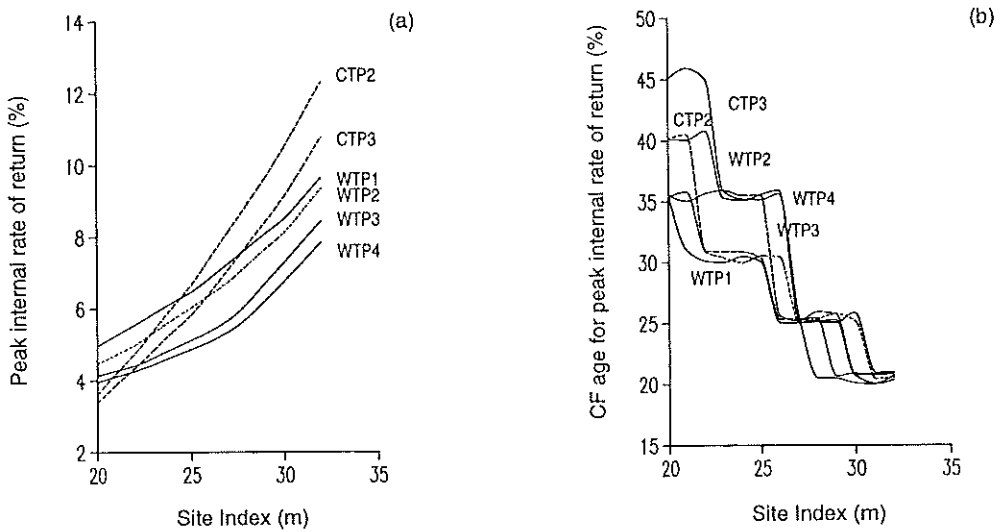 (a)
Peak internal rate of return (%)
14
12
10
8
6
4
2
20
25
30
35
Site Index (m)
CTP2
CTP3
WTP1
WTP2
WTP3
WTP4
(b)
CF age for peak internal rate of return (%)
50
45
40
35
30
25
20
15
20
25
30
35
Site Index (m)
CTP3
CTP2
WTP2
WTP4
WTP3
WTP1